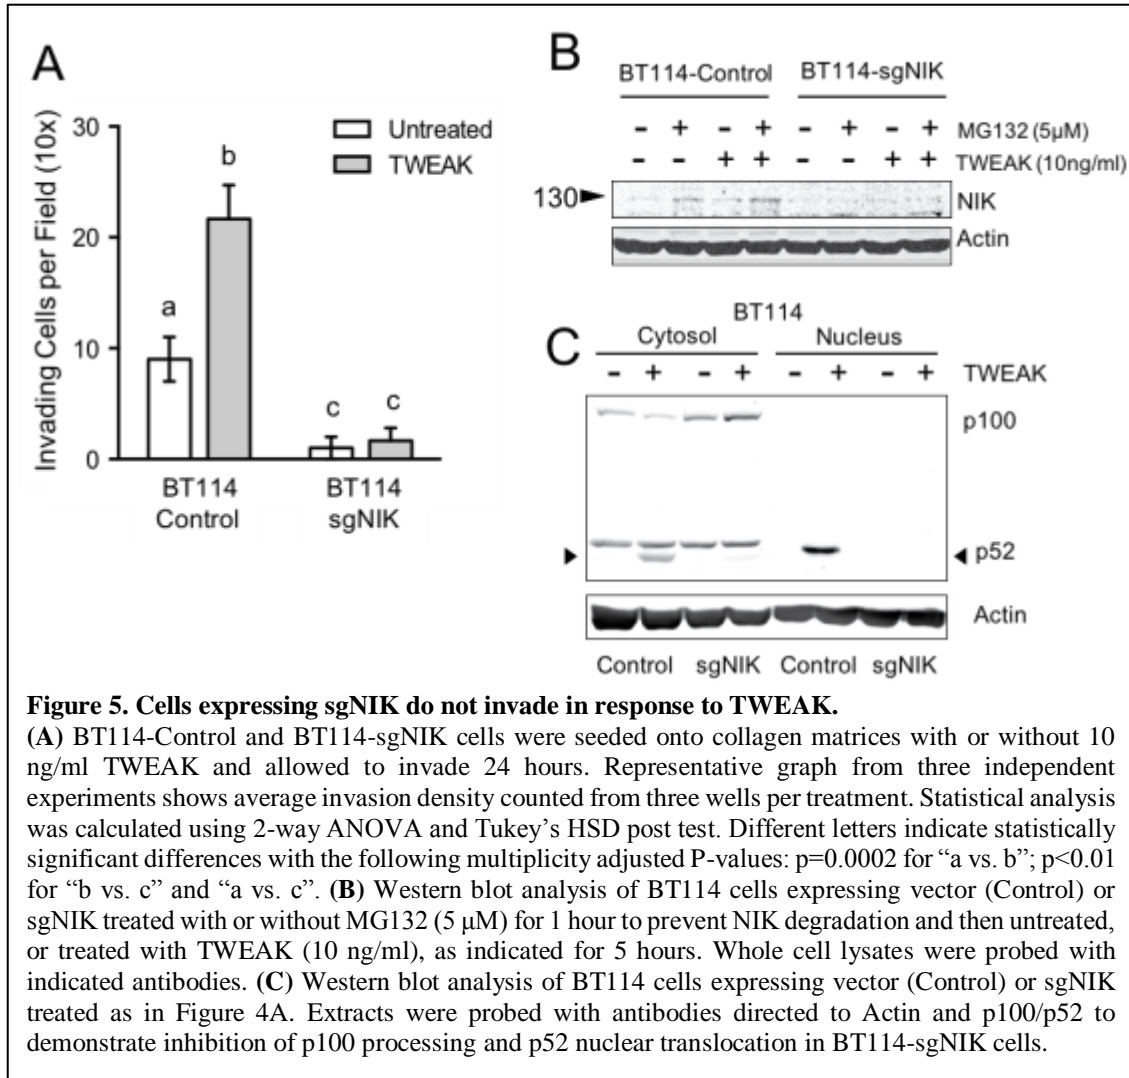 A
Invading Cells per Field (10x)
30
20
10
0
Untreated
TWEAK
a
b
c
c
BT114
Control
BT114
sgNIK
B
BT114-Control BT114-sgNIK
- + - + - + - + MG132 (5µM)
- - + + - - + + TWEAK (10ng/ml)
130 NIK
Actin
C
BT114
Cytosol Nucleus
- + - + - + - + TWEAK
p100
p52
Actin
Control sgNIK Control sgNIK
Figure 5. Cells expressing sgNIK do not invade in response to TWEAK.
(A) BT114-Control and BT114-sgNIK cells were seeded onto collagen matrices with or without 10
ng/ml TWEAK and allowed to invade 24 hours. Representative graph from three independent
experiments shows average invasion density counted from three wells per treatment. Statistical analysis
was calculated using 2-way ANOVA and Tukey's HSD post test. Different letters indicate statistically
significant differences with the following multiplicity adjusted P-values: p=0.0002 for “a vs. b”; p<0.01
for “b vs. c” and “a vs. c”. (B) Western blot analysis of BT114 cells expressing vector (Control) or
sgNIK treated with or without MG132 (5 µM) for 1 hour to prevent NIK degradation and then untreated,
or treated with TWEAK (10 ng/ml), as indicated for 5 hours. Whole cell lysates were probed with
indicated antibodies. (C) Western blot analysis of BT114 cells expressing vector (Control) or sgNIK
treated as in Figure 4A. Extracts were probed with antibodies directed to Actin and p100/p52 to
demonstrate inhibition of p100 processing and p52 nuclear translocation in BT114-sgNIK cells.